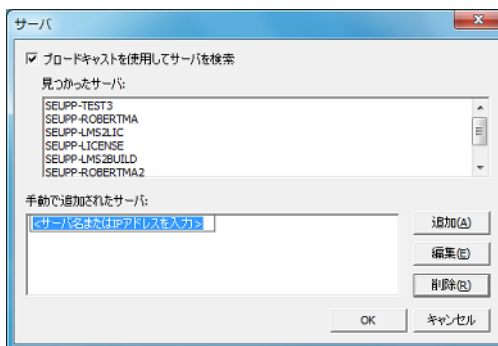 サーバ
ブロードキャストを使用してサーバを検索
見つかったサーバ:
SEUPP-TEST3
SEUPP-ROBERTMA
SEUPP-LMS2LIC
SEUPP-LICENSE
SEUPP-LMS2BUILD
SEUPP-ROBERTMA2
手動で追加されたサーバ:
<サーバ名またはIPアドレスを入力>
追加(A)
編集(E)
削除(R)
OK
キャンセル